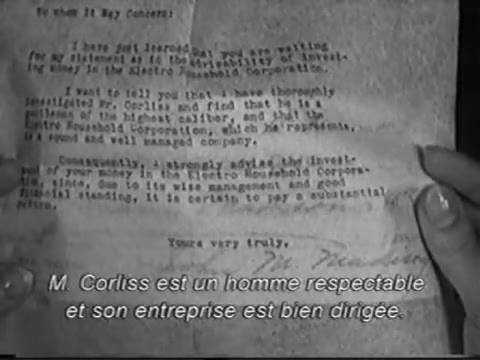 To Whom It May Concern:
I have just learned that you are waiting
for my statement as to the advisability of invest-
ing money in the Electro Household Corporation.
I want to tell you that I have thoroughly
investigated Mr. Corliss and find that he is a
gentleman of the highest caliber, and that the
Electro Household Corporation, which he represents,
is a sound and well managed company.
Consequently, I strongly advise the invest-
of your money in the Electro Household Corpora-
tion, since, due to its wise management and good
financial standing, it is certain to pay a substantial
return.
Yours very truly,
M.
M. Corliss est un homme respectable
et son entreprise est bien dirigée.